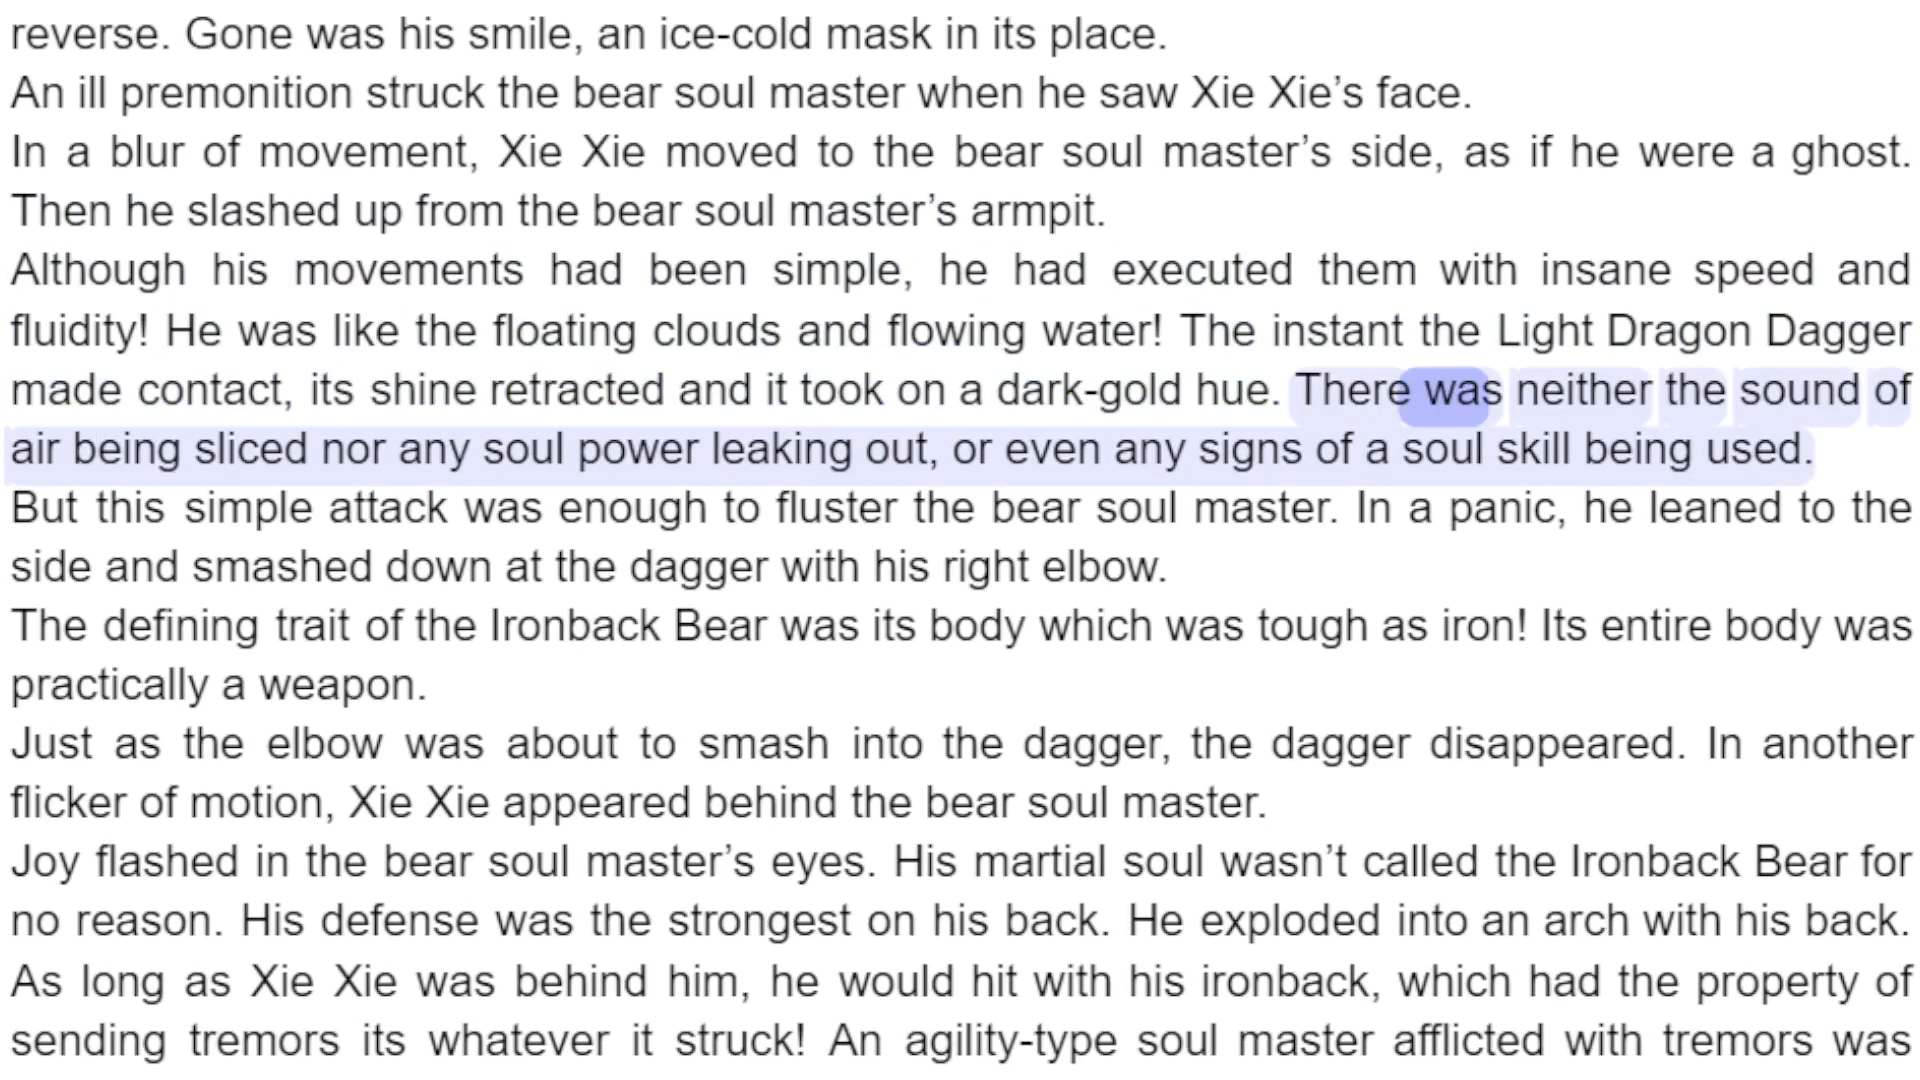 reverse. Gone was his smile, an ice-cold mask in its place.
An ill premonition struck the bear soul master when he saw Xie Xie’s face.
In a blur of movement, Xie Xie moved to the bear soul master’s side, as if he were a ghost.
Then he slashed up from the bear soul master’s armpit.
Although his movements had been simple, he had executed them with insane speed and
fluidity! He was like the floating clouds and flowing water! The instant the Light Dragon Dagger
made contact, its shine retracted and it took on a dark-gold hue. There was neither the sound of
air being sliced nor any soul power leaking out, or even any signs of a soul skill being used.
But this simple attack was enough to fluster the bear soul master. In a panic, he leaned to the
side and smashed down at the dagger with his right elbow.
The defining trait of the Ironback Bear was its body which was tough as iron! Its entire body was
practically a weapon.
Just as the elbow was about to smash into the dagger, the dagger disappeared. In another
flicker of motion, Xie Xie appeared behind the bear soul master.
Joy flashed in the bear soul master’s eyes. His martial soul wasn’t called the Ironback Bear for
no reason. His defense was the strongest on his back. He exploded into an arch with his back.
As long as Xie Xie was behind him, he would hit with his ironback, which had the property of
sending tremors its whatever it struck! An agility-type soul master afflicted with tremors was